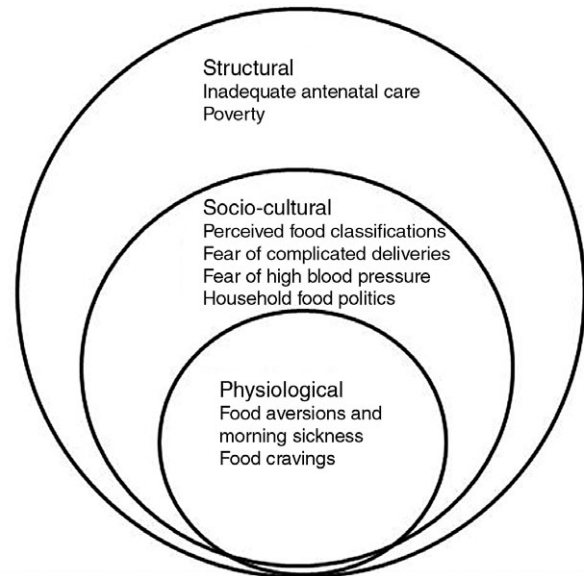 Structural
Inadequate antenatal care
Poverty
Socio-cultural
Perceived food classifications
Fear of complicated deliveries
Fear of high blood pressure
Household food politics
Physiological
Food aversions and
morning sickness
Food cravings